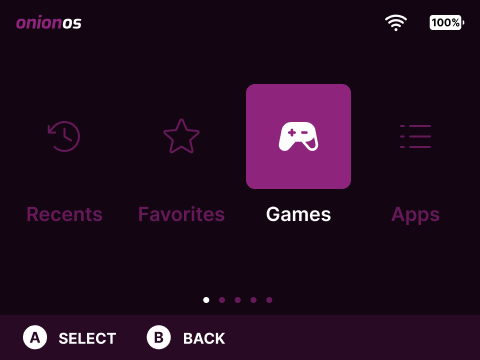 onionos
100%
Recents
Favorites
Games
Apps
A SELECT
B BACK